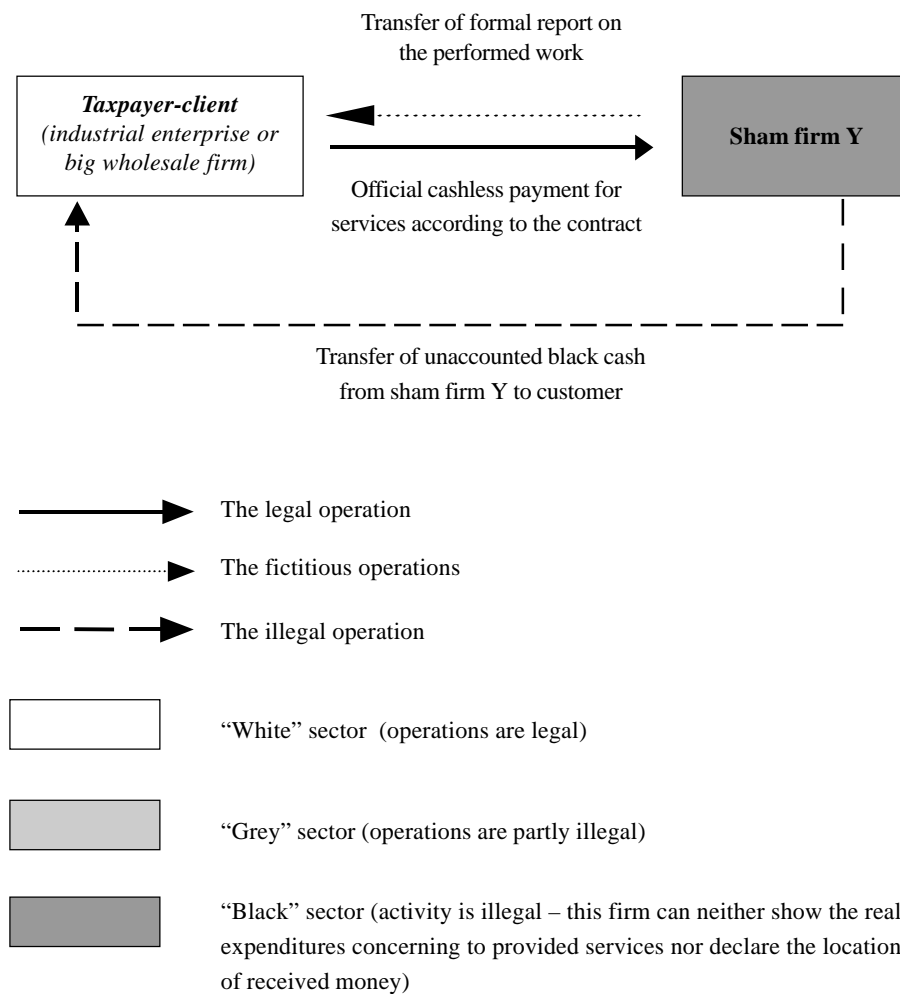 Transfer of formal report on
the performed work
Taxpayer-client
(industrial enterprise or
big wholesale firm)
Sham firm Y
Official cashless payment for
services according to the contract
Transfer of unaccounted black cash
from sham firm Y to customer
The legal operation
The fictitious operations
The illegal operation
“White” sector (operations are legal)
“Grey” sector (operations are partly illegal)
“Black” sector (activity is illegal – this firm can neither show the real
expenditures concerning to provided services nor declare the location
of received money)